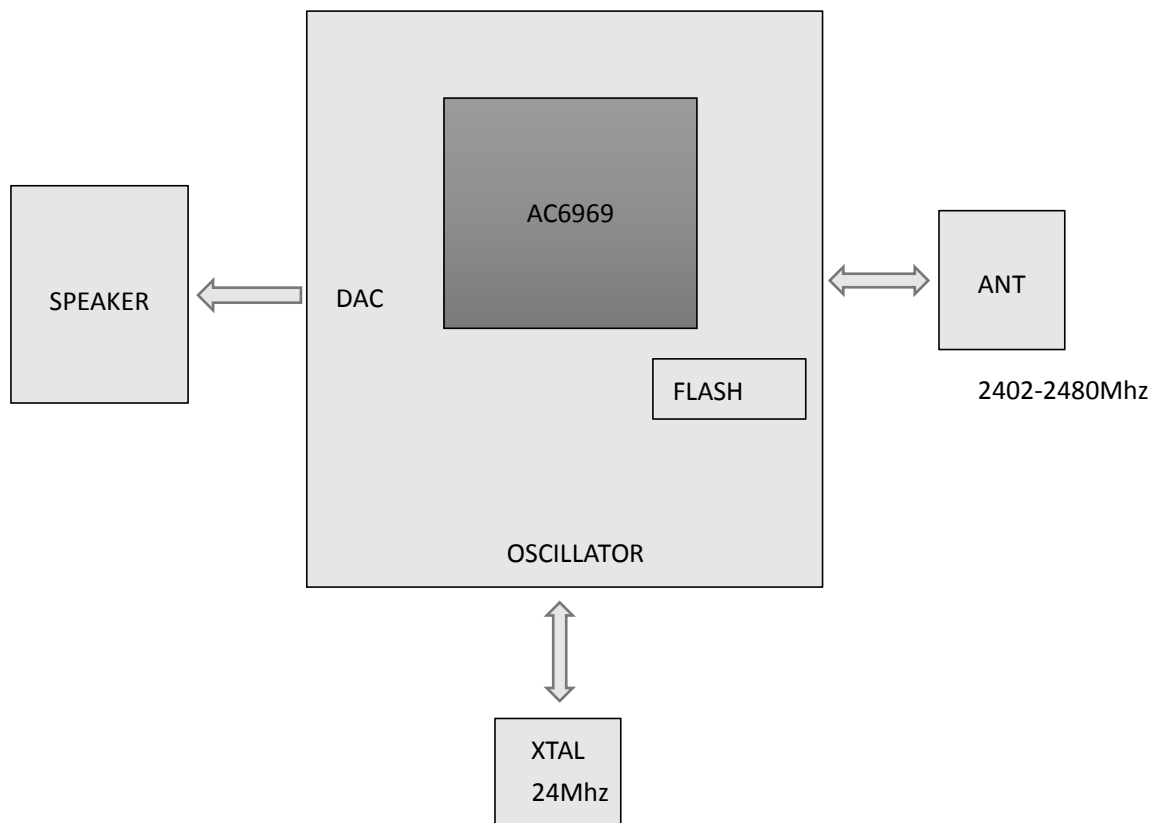 AC6969
SPEAKER
DAC
ANT
FLASH
2402-2480Mhz
OSCILLATOR
XTAL
24Mhz